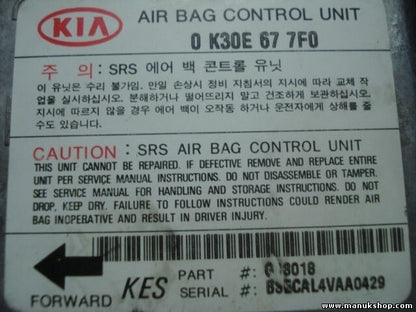 KIA AIR BAG CONTROL UNIT
0 K30E 67 7F0
주 의 : SRS 에어 백 콘트롤 유닛
이 유닛은 수리 불가임. 만일 손상시 정비 지침서의 지시에 따라 교체 작
업을 실시하십시오. 분해하거나 떨어뜨리지 말고 건조하게 보관하십시오.
지시에 따르지 않을 경우 에어 백이 오작동 하거나 운전자에게 상해를 줄
수도 있습니다.
CAUTION : SRS AIR BAG CONTROL UNIT
THIS UNIT CANNOT BE REPAIRED. IF DEFECTIVE REMOVE AND REPLACE ENTIRE
UNIT PER SERVICE MANUAL INSTRUCTIONS. DO NOT DISASSEMBLE OR TAMPER.
SEE SERVICE MANUAL FOR HANDLING AND STORAGE INSTRUCTIONS. DO NOT
DROP, KEEP DRY. FAILURE TO FOLLOW INSTRUCTIONS COULD RENDER AIR
BAG INOPERATIVE AND RESULT IN DRIVER INJURY.
FORWARD
KES
PART #:
SERIAL #:
www.manukshop.com